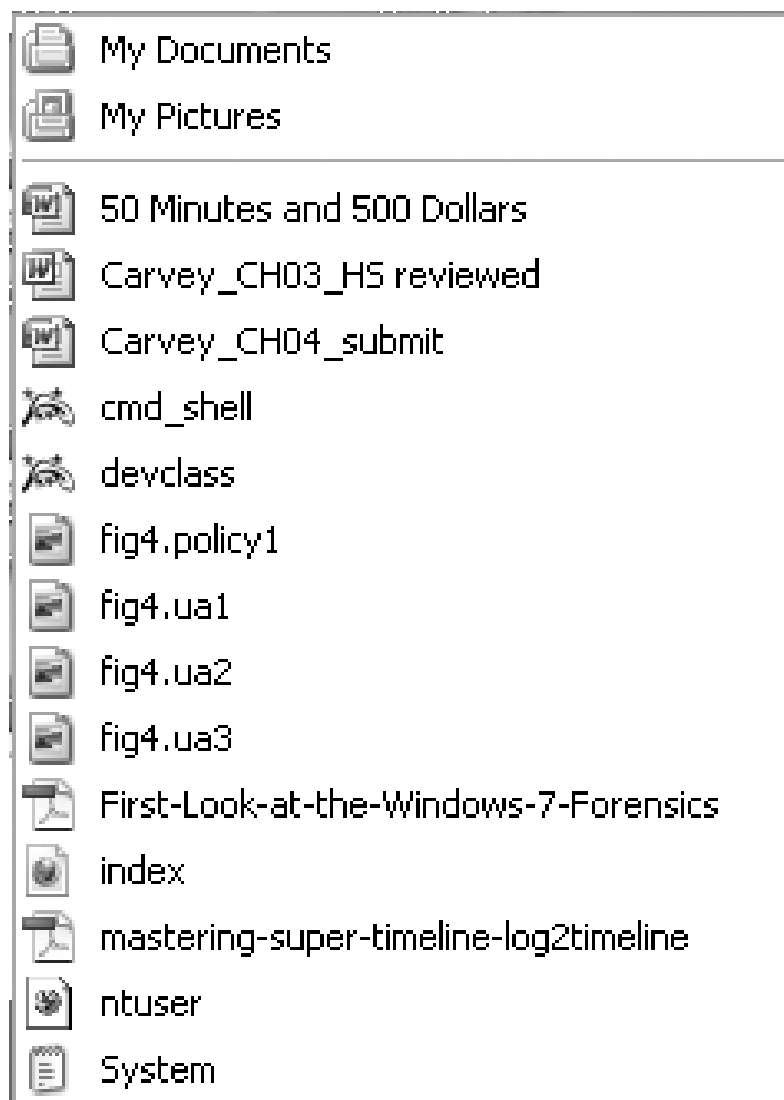 My Documents
My Pictures
50 Minutes and 500 Dollars
Carvey_CH03_HS reviewed
Carvey_CH04_submit
cmd_shell
devclass
fig4.policy1
fig4.ua1
fig4.ua2
fig4.ua3
First-Look-at-the-Windows-7-Forensics
index
mastering-super-timeline-log2timeline
ntuser
System